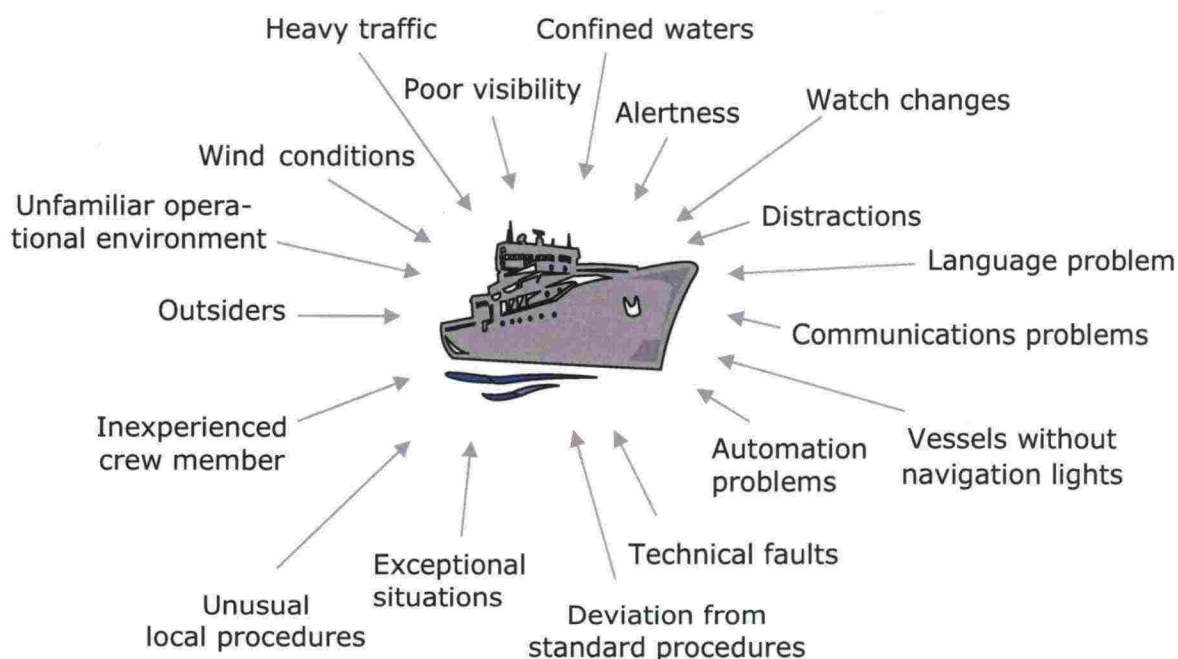 Heavy traffic
Confined waters
Poor visibility
Alertness
Watch changes
Wind conditions
Unfamiliar opera-
tional environment
Distractions
Language problem
Outsiders
Communications problems
Inexperienced
crew member
Automation
problems
Vessels without
navigation lights
Exceptional
situations
Technical faults
Unusual
local procedures
Deviation from
standard procedures